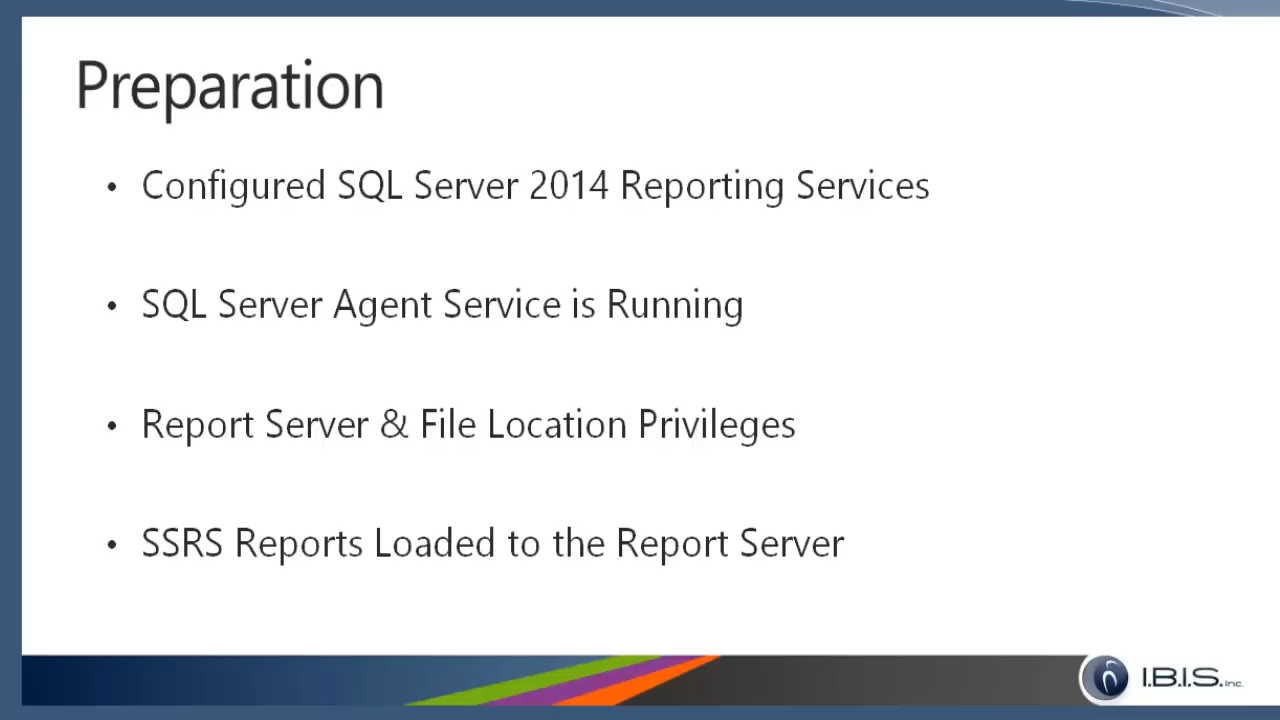 Preparation
• Configured SQL Server 2014 Reporting Services
• SQL Server Agent Service is Running
• Report Server & File Location Privileges
• SSRS Reports Loaded to the Report Server
I.B.I.S. Inc.